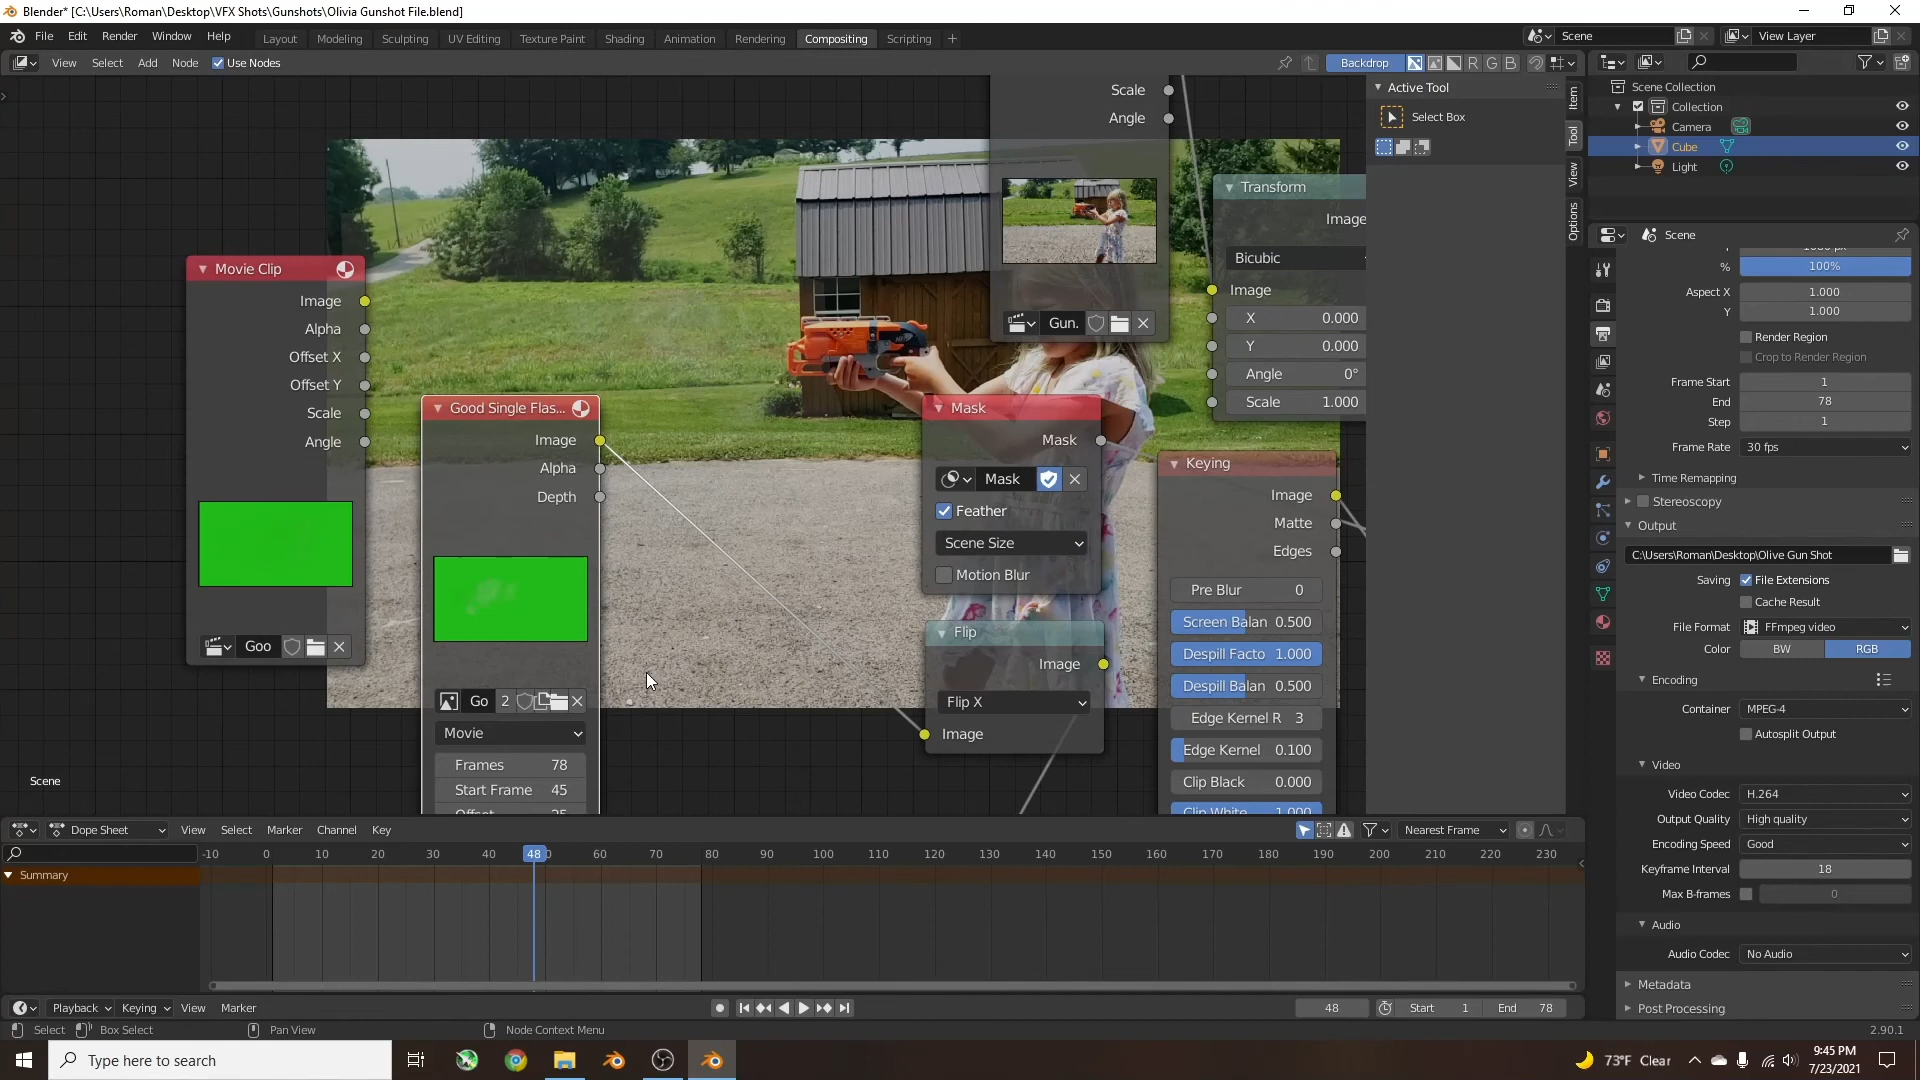 Blender* [C:\Users\Roman\Desktop\VFX Shots\Gunshots\Olivia Gunshot File.blend]
File Edit Render Window Help Layout Modeling Sculpting UV Editing Texture Paint Shading Animation Rendering Compositing Scripting + Scene View Layer
View Select Add Node Use Nodes Backdrop R G B
Scale
Angle
Gun.
Transform
Image
Bicubic
Image
X 0.000
Y 0.000
Angle 0°
Scale 1.000
Movie Clip
Image
Alpha
Offset X
Offset Y
Scale
Angle
Goo
Good Single Flas...
Image
Alpha
Depth
Go 2
Movie
Frames 78
Start Frame 45
Offset 25
Mask
Mask
Mask
Feather
Scene Size
Motion Blur
Flip
Image
Flip X
Image
Keying
Image
Matte
Edges
Pre Blur 0
Screen Balan 0.500
Despill Facto 1.000
Despill Balan 0.500
Edge Kernel R 3
Edge Kernel 0.100
Clip Black 0.000
Clip White 1.000
Scene
Active Tool
Select Box
Item
Tool
View
Options
Scene Collection
Collection
Camera
Cube
Light
Scene
% 100%
Aspect X 1.000
Y 1.000
Render Region
Crop to Render Region
Frame Start 1
End 78
Step 1
Frame Rate 30 fps
Time Remapping
Stereoscopy
Output
C:\Users\Roman\Desktop\Olive Gun Shot
Saving File Extensions
Cache Result
File Format FFmpeg video
Color BW RGB
Encoding
Container MPEG-4
Autosplit Output
Video
Video Codec H.264
Output Quality High quality
Encoding Speed Good
Keyframe Interval 18
Max B-frames 0
Audio
Audio Codec No Audio
Metadata
Post Processing
Dope Sheet View Select Marker Channel Key Nearest Frame
-10 0 10 20 30 40 48 60 70 80 90 100 110 120 130 140 150 160 170 180 190 200 210 220 230
Summary
Playback Keying View Marker 48 Start 1 End 78
Select Box Select Pan View Node Context Menu 2.90.1
Type here to search 73°F Clear 9:45 PM
7/23/2021